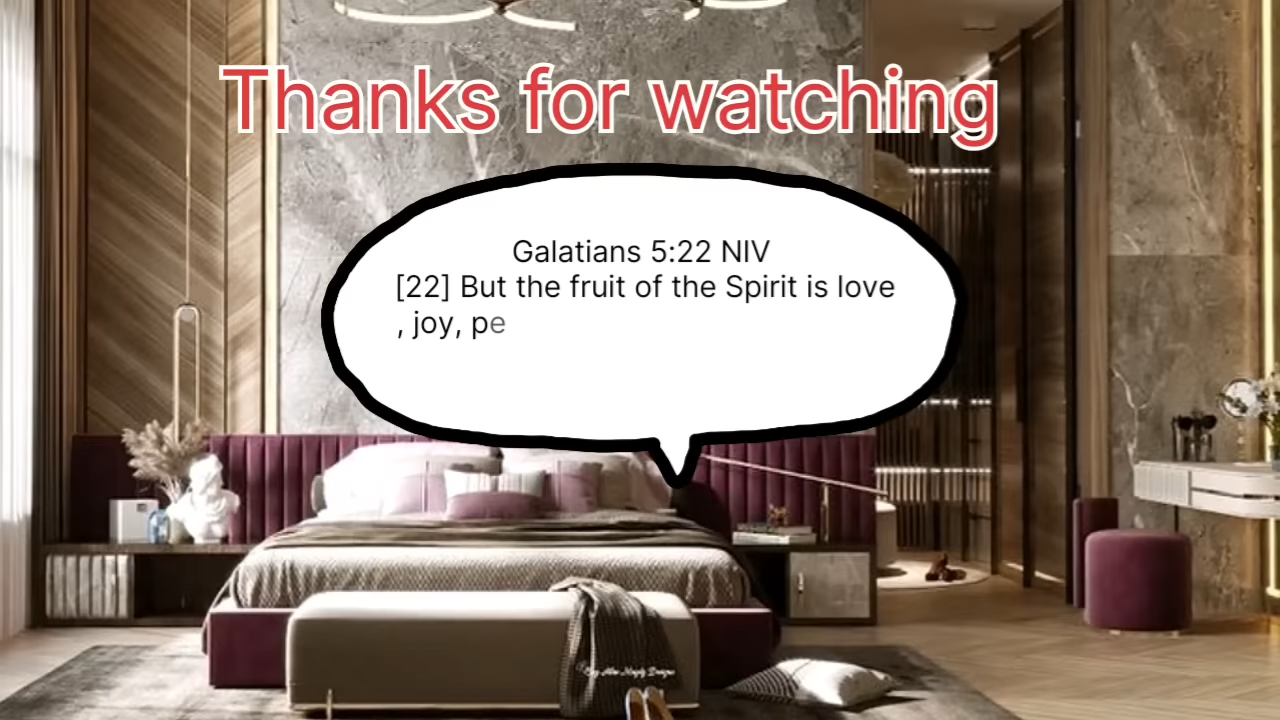 Thanks for watching
Galatians 5:22 NIV
[22] But the fruit of the Spirit is love
, joy, pe